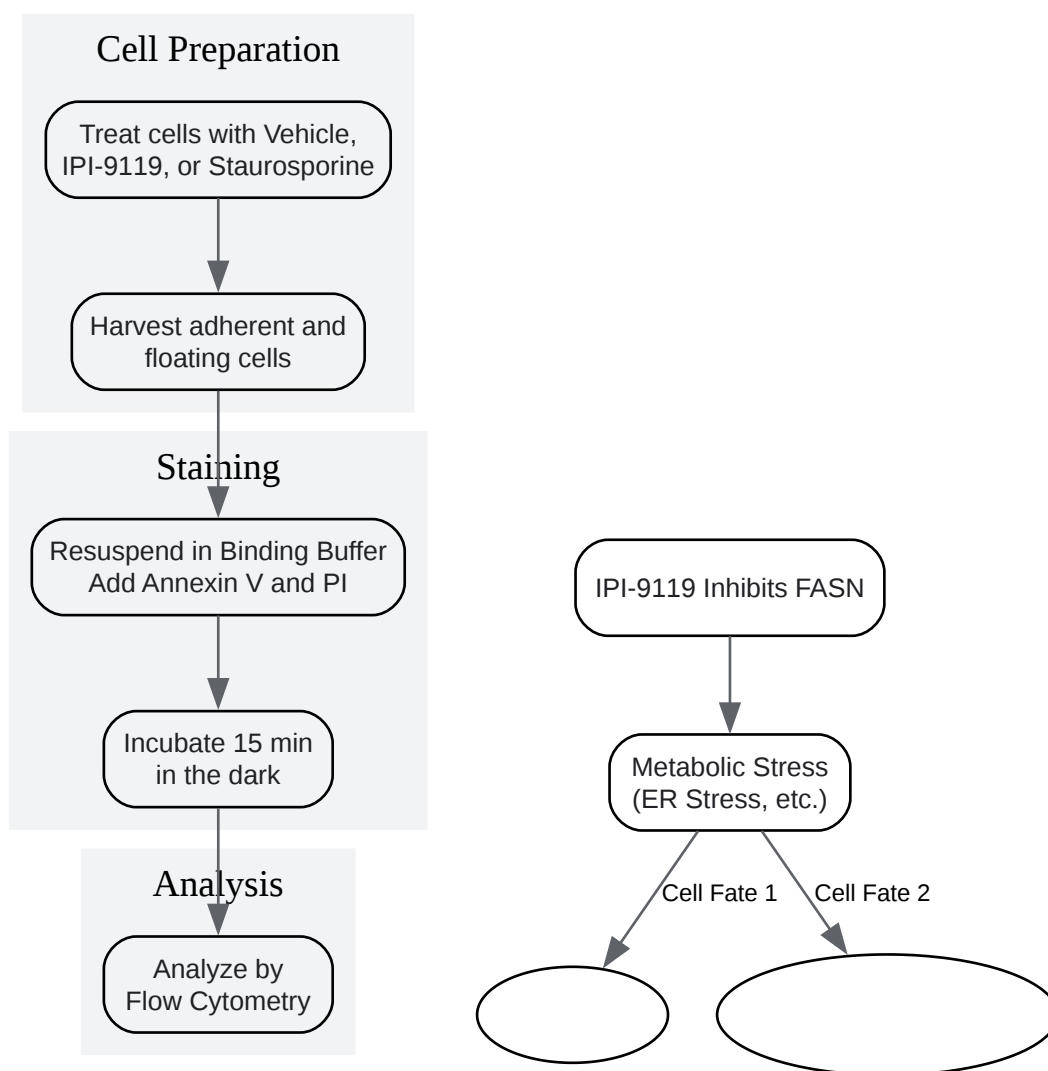 Cell Preparation
Treat cells with Vehicle,
IPI-9119, or Staurosporine
Harvest adherent and
floating cells
Staining
Resuspend in Binding Buffer
Add Annexin V and PI
Incubate 15 min
in the dark
Analysis
Analyze by
Flow Cytometry
IPI-9119 Inhibits FASN
Metabolic Stress
(ER Stress, etc.)
Cell Fate 1
Cell Fate 2